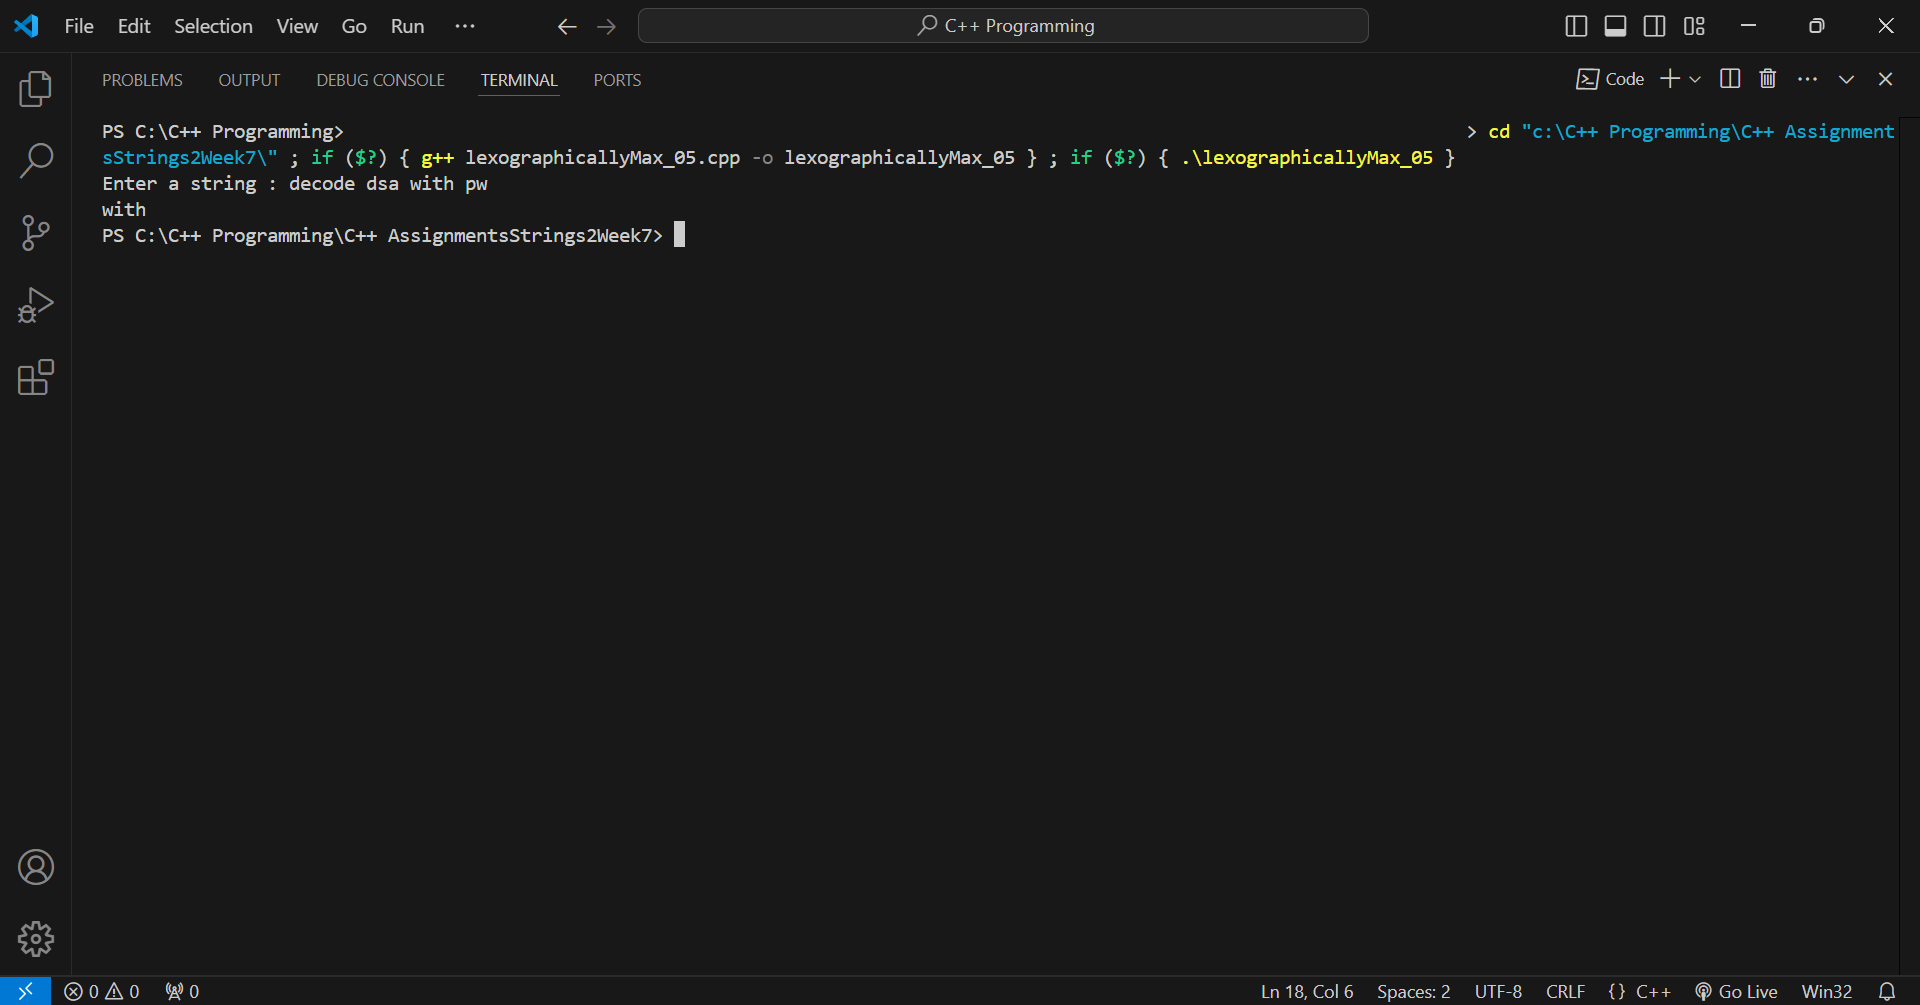 File Edit Selection View Go Run ···
C++ Programming
PROBLEMS OUTPUT DEBUG CONSOLE TERMINAL PORTS
Code
PS C:\C++ Programming> > cd "c:\C++ Programming\C++ Assignment
sStrings2Week7\" ; if ($?) { g++ lexographicallyMax_05.cpp -o lexographicallyMax_05 } ; if ($?) { .\lexographicallyMax_05 }
Enter a string : decode dsa with pw
with
PS C:\C++ Programming\C++ AssignmentsStrings2Week7>
0 0 0 Ln 18, Col 6 Spaces: 2 UTF-8 CRLF {} C++ Go Live Win32